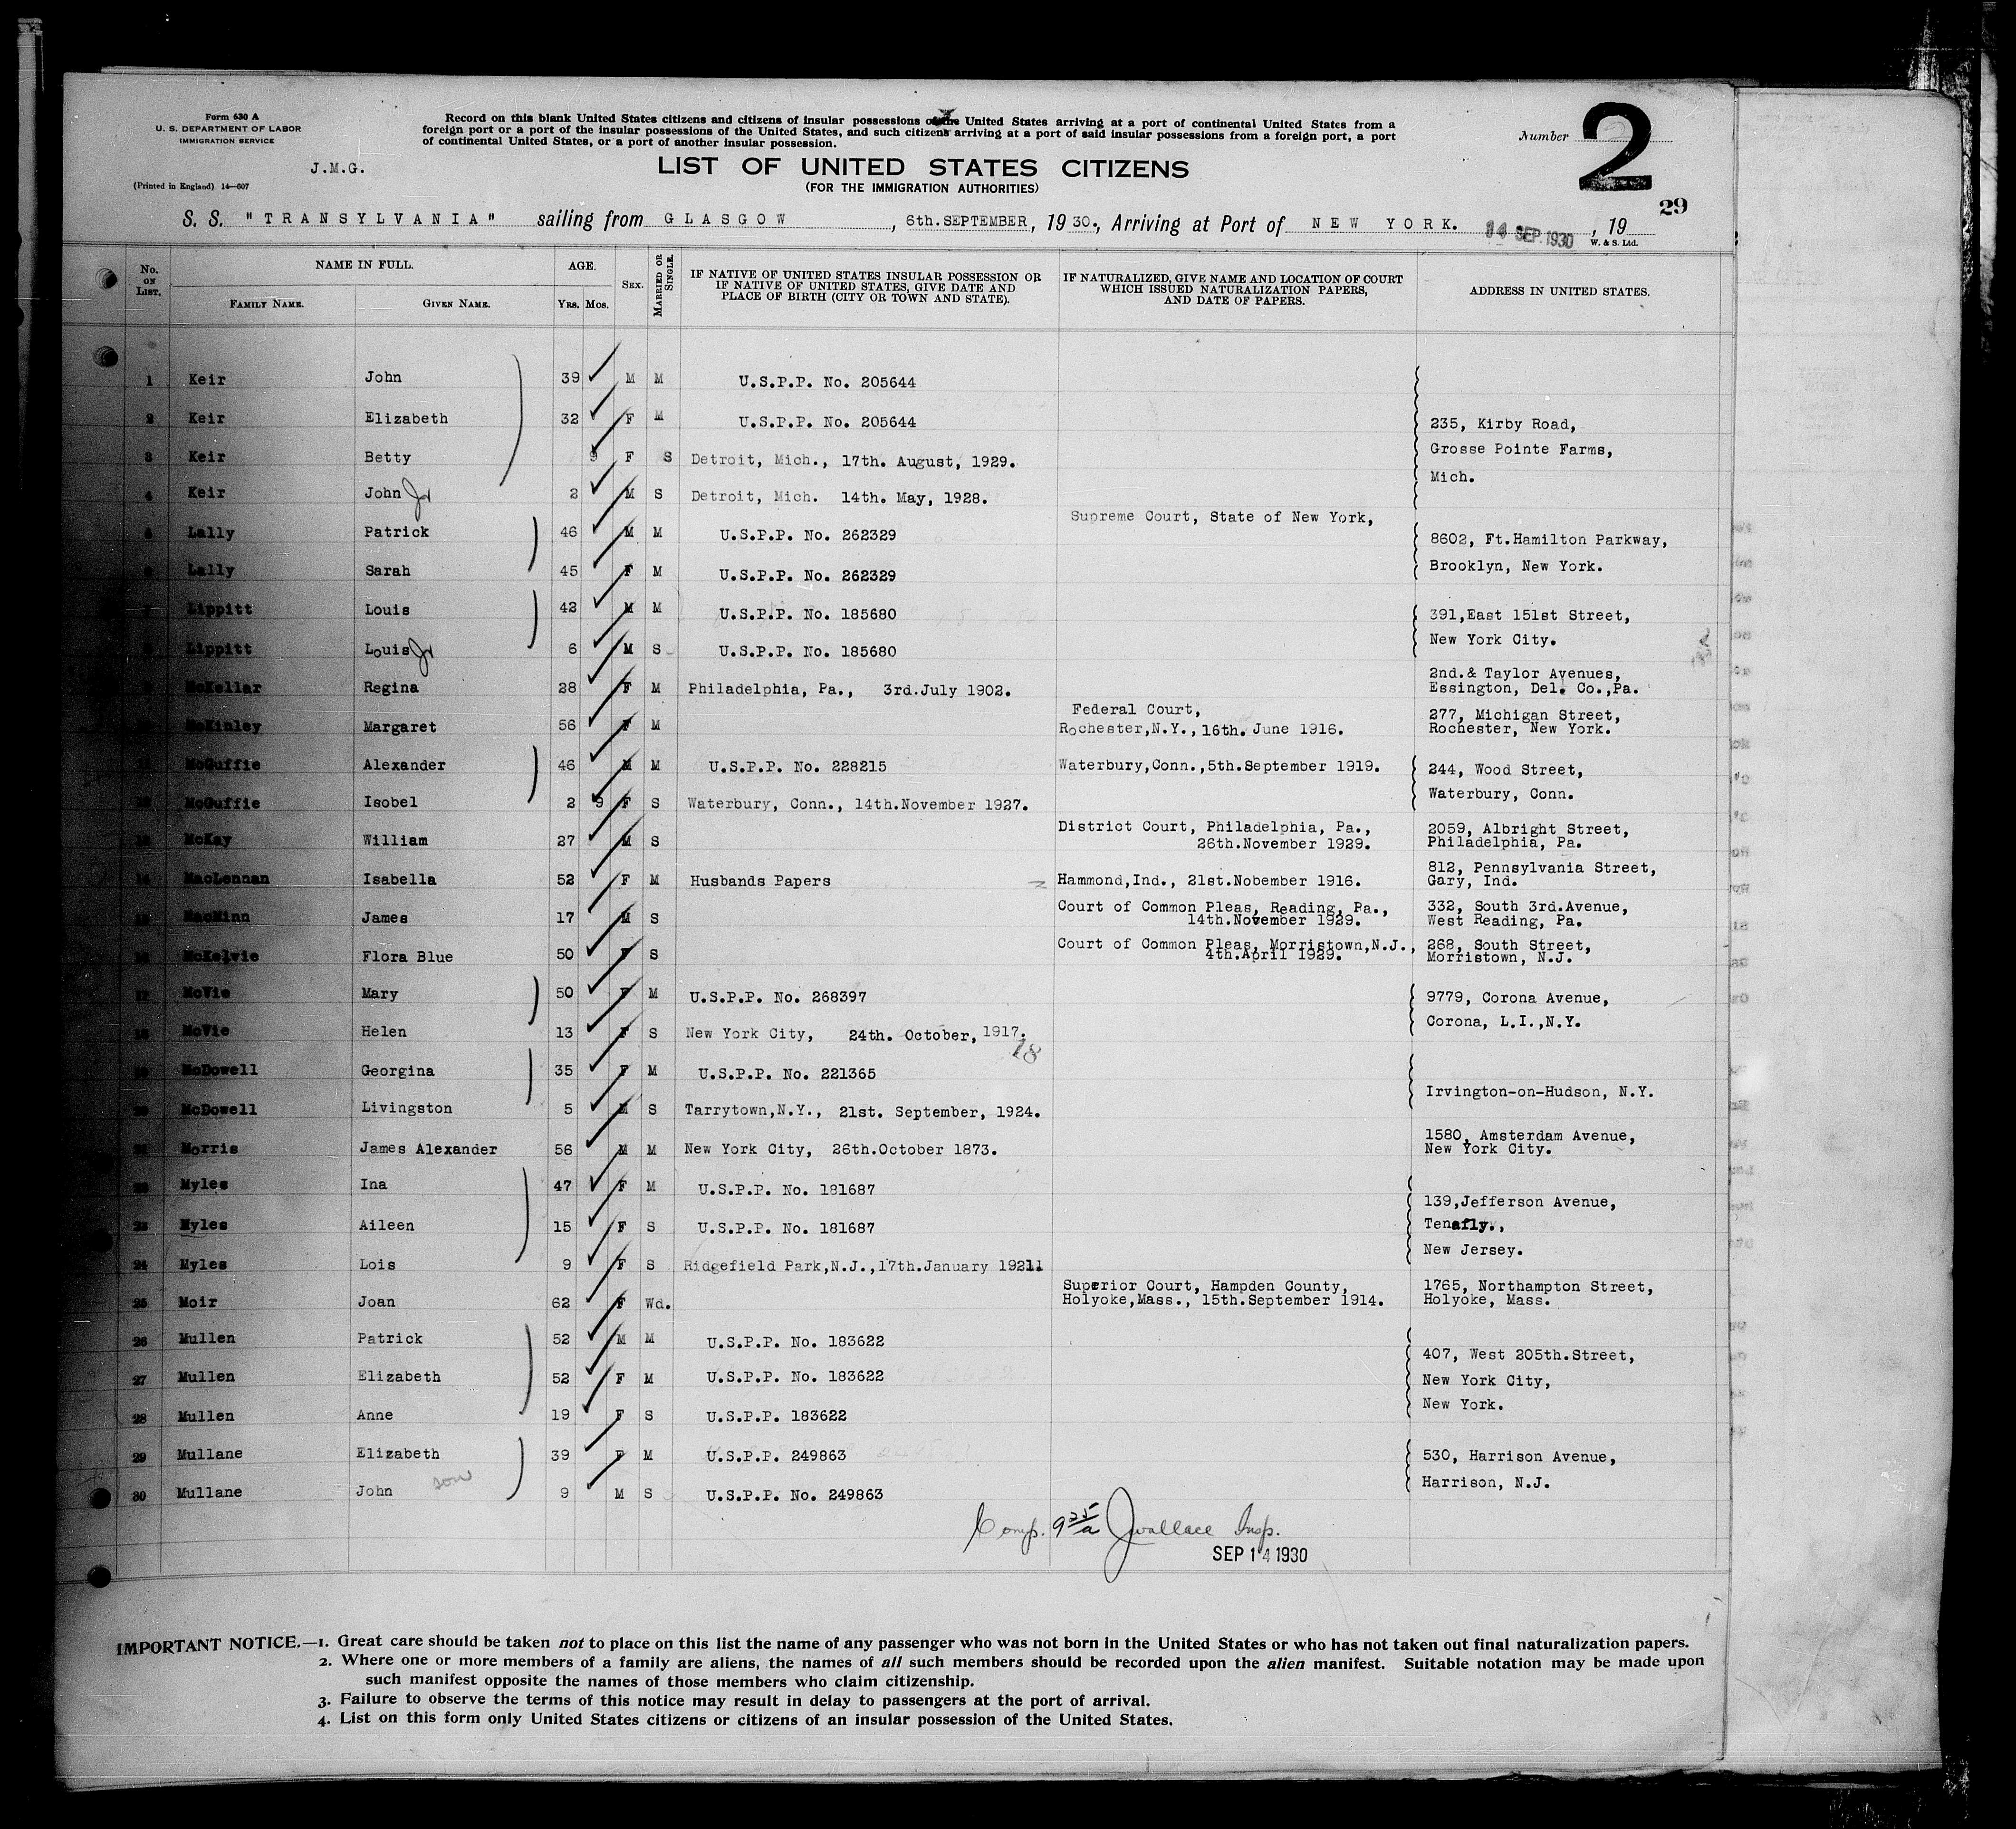 Form 630 A
U. S. DEPARTMENT OF LABOR
IMMIGRATION SERVICE
J.M.G.
(Printed in England) 14—607
Record on this blank United States citizens and citizens of insular possessions of the United States arriving at a port of continental United States from a
foreign port or a port of the insular possessions of the United States, and such citizens arriving at a port of said insular possessions from a foreign port, a port
of continental United States, or a port of another insular possession.
LIST OF UNITED STATES CITIZENS
(FOR THE IMMIGRATION AUTHORITIES)
Number 2
29
S. S. "TRANSYLVANIA" sailing from GLASGOW, 6th.SEPTEMBER, 1930., Arriving at Port of NEW YORK. 14 SEP.1930, 19
W. & S. Ltd.
No. on List. NAME IN FULL. AGE. Sex. Married or Single. IF NATIVE OF UNITED STATES INSULAR POSSESSION OR IF NATIVE OF UNITED STATES, GIVE DATE AND PLACE OF BIRTH (CITY OR TOWN AND STATE). IF NATURALIZED, GIVE NAME AND LOCATION OF COURT WHICH ISSUED NATURALIZATION PAPERS, AND DATE OF PAPERS. ADDRESS IN UNITED STATES.
Family Name. Given Name. Yrs. Mos.
1 Keir John 39 M M U.S.P.P. No. 205644
2 Keir Elizabeth 32 F M U.S.P.P. No. 205644 235, Kirby Road,
3 Keir Betty 9 F S Detroit, Mich., 17th. August, 1929. Grosse Pointe Farms,
Mich.
4 Keir John Jr 2 M S Detroit, Mich. 14th. May, 1928.
Supreme Court, State of New York,
5 Lally Patrick 46 M M U.S.P.P. No. 262329 8602, Ft.Hamilton Parkway,
6 Lally Sarah 45 F M U.S.P.P. No. 262329 Brooklyn, New York.
7 Lippitt Louis 42 M M U.S.P.P. No. 185680 391,East 151st Street,
8 Lippitt Louis Jr 6 M S U.S.P.P. No. 185680 New York City.
2nd.& Taylor Avenues,
9 McKellar Regina 28 F M Philadelphia, Pa., 3rd.July 1902. Essington, Del. Co.,Pa.
Federal Court, 277, Michigan Street,
10 McKinley Margaret 56 F M Rochester,N.Y.,16th. June 1916. Rochester, New York.
11 McGuffie Alexander 46 M M U.S.P.P. No. 228215 Waterbury,Conn.,5th.September 1919. 244, Wood Street,
12 McGuffie Isobel 2 9 F S Waterbury, Conn., 14th.November 1927. Waterbury, Conn.
District Court, Philadelphia, Pa., 2059, Albright Street,
13 McKay William 27 M S 26th.November 1929. Philadelphia, Pa.
812, Pennsylvania Street,
14 MacLennan Isabella 52 F M Husbands Papers Hammond,Ind., 21st.Nobember 1916. Gary, Ind.
Court of Common Pleas, Reading, Pa., 332, South 3rd.Avenue,
15 MacMinn James 17 M S 14th.November 1929. West Reading, Pa.
Court of Common Pleas, Morristown,N.J., 268, South Street,
16 McKelvie Flora Blue 50 F S 4th.April 1929. Morristown, N.J.
17 McVie Mary 50 F M U.S.P.P. No. 268397 9779, Corona Avenue,
18 McVie Helen 13 F S New York City, 24th. October, 1917. Corona, L.I.,N.Y.
18
19 McDowell Georgina 35 F M U.S.P.P. No. 221365
Irvington-on-Hudson, N.Y.
20 McDowell Livingston 5 M S Tarrytown,N.Y., 21st. September, 1924.
1580, Amsterdam Avenue,
21 Morris James Alexander 56 M M New York City, 26th.October 1873. New York City.
22 Myles Ina 47 F M U.S.P.P. No. 181687
139,Jefferson Avenue,
23 Myles Aileen 15 F S U.S.P.P. No. 181687 Tenafly.,
New Jersey.
24 Myles Lois 9 F S Ridgefield Park,N.J.,17th.January 1921
Superior Court, Hampden County, 1765, Northampton Street,
25 Moir Joan 62 F Wd. Holyoke,Mass., 15th.September 1914. Holyoke, Mass.
26 Mullen Patrick 52 M M U.S.P.P. No. 183622
407, West 205th.Street,
27 Mullen Elizabeth 52 F M U.S.P.P. No. 183622 New York City,
New York.
28 Mullen Anne 19 F S U.S.P.P. 183622
29 Mullane Elizabeth 39 F M U.S.P.P. 249863 530, Harrison Avenue,
Harrison, N.J.
30 Mullane John son 9 M S U.S.P.P. No. 249863
Comp. 9 25/a J Wallace Insp.
SEP 14 1930
IMPORTANT NOTICE.—1. Great care should be taken not to place on this list the name of any passenger who was not born in the United States or who has not taken out final naturalization papers.
2. Where one or more members of a family are aliens, the names of all such members should be recorded upon the alien manifest. Suitable notation may be made upon
such manifest opposite the names of those members who claim citizenship.
3. Failure to observe the terms of this notice may result in delay to passengers at the port of arrival.
4. List on this form only United States citizens or citizens of an insular possession of the United States.